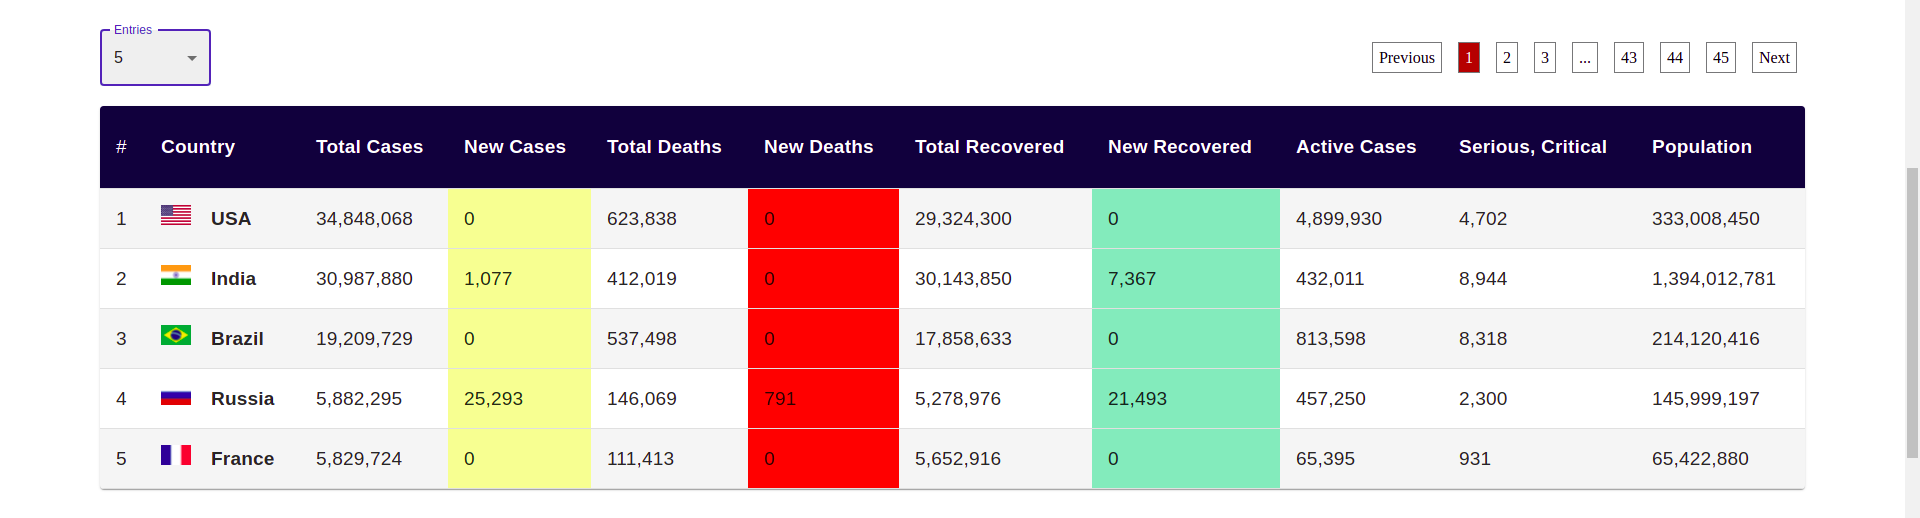 Entries
5
Previous 1 2 3 ... 43 44 45 Next
# Country Total Cases New Cases Total Deaths New Deaths Total Recovered New Recovered Active Cases Serious, Critical Population
1 USA 34,848,068 0 623,838 0 29,324,300 0 4,899,930 4,702 333,008,450
2 India 30,987,880 1,077 412,019 0 30,143,850 7,367 432,011 8,944 1,394,012,781
3 Brazil 19,209,729 0 537,498 0 17,858,633 0 813,598 8,318 214,120,416
4 Russia 5,882,295 25,293 146,069 791 5,278,976 21,493 457,250 2,300 145,999,197
5 France 5,829,724 0 111,413 0 5,652,916 0 65,395 931 65,422,880